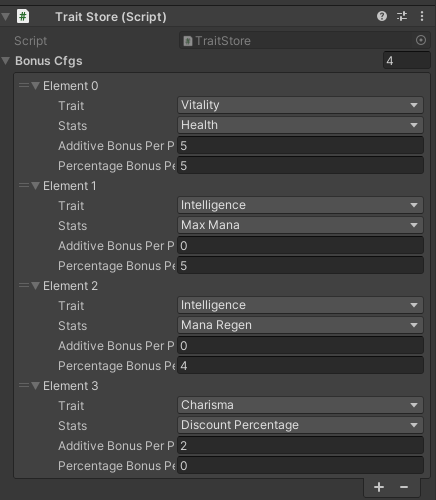 Trait Store (Script)
Script TraitStore
Bonus Cfgs 4
Element 0
Trait Vitality
Stats Health
Additive Bonus Per P 5
Percentage Bonus Pe 5
Element 1
Trait Intelligence
Stats Max Mana
Additive Bonus Per P 0
Percentage Bonus Pe 5
Element 2
Trait Intelligence
Stats Mana Regen
Additive Bonus Per P 0
Percentage Bonus Pe 4
Element 3
Trait Charisma
Stats Discount Percentage
Additive Bonus Per P 2
Percentage Bonus Pe 0